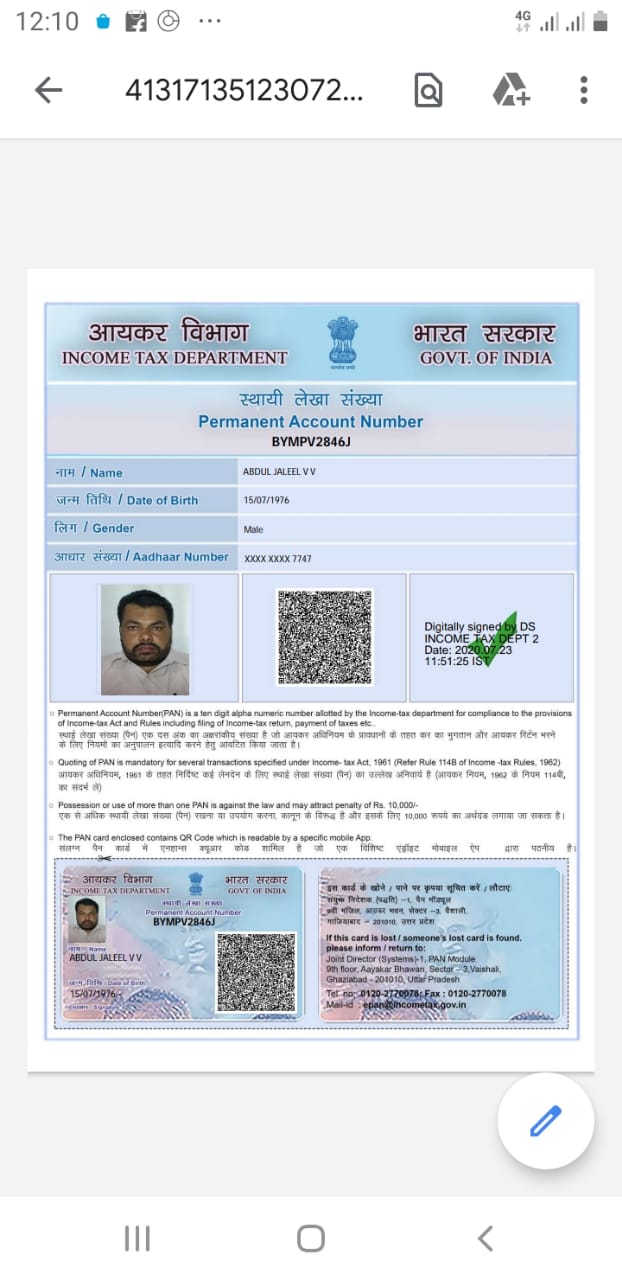 12:10
4G
41317135123072...
आयकर विभाग
INCOME TAX DEPARTMENT
भारत सरकार
GOVT. OF INDIA
स्थायी लेखा संख्या
Permanent Account Number
BYMPV2846J
नाम / Name
ABDUL JALEEL V V
जन्म तिथि / Date of Birth
15/07/1976
लिंग / Gender
Male
आधार संख्या / Aadhaar Number
XXXX XXXX 7747
Digitally signed by DS
INCOME TAX DEPT 2
Date: 2020.07.23
11:51:25 IST
Permanent Account Number(PAN) is a ten digit alpha numeric number allotted by the Income-tax department for compliance to the provisions
of Income-tax Act and Rules including filing of Income-tax return, payment of taxes etc..
स्थाई लेखा संख्या (पैन) एक दस अंक का अक्षरांकीय संख्या है जो आयकर अधिनियम के प्रावधानों के तहत कर का भुगतान और आयकर रिर्टन भरने
के लिए नियमों का अनुपालन इत्यादि करने हेतु आवंटित किया जाता है।
Quoting of PAN is mandatory for several transactions specified under Income- tax Act, 1961 (Refer Rule 114B of Income -tax Rules, 1962)
आयकर अधिनियम, 1961 के तहत निर्दिष्ट कई लेनदेन के लिए स्थाई लेखा संख्या (पैन) का उल्लेख अनिवार्य है (आयकर नियम, 1962 के नियम 114बी,
का संदर्भ ले)
Possession or use of more than one PAN is against the law and may attract penalty of Rs. 10,000/-
एक से अधिक स्थायी लेखा संख्या (पैन) रखना या उपयोग करना, कानून के विरूद्ध है और इसके लिए 10,000 रूपये का अर्थदंड लगाया जा सकता है।
The PAN card enclosed contains QR Code which is readable by a specific mobile App.
संलग्न पैन कार्ड में एनहान्स क्यूआर कोड शामिल है जो एक विशिष्ट एंड्रॉइट मोबाइल ऐप द्वारा पठनीय है।
आयकर विभाग
INCOME TAX DEPARTMENT
भारत सरकार
GOVT OF INDIA
स्थायी लेखा संख्या
Permanent Account Number
BYMPV2846J
नाम / Name
ABDUL JALEEL V V
जन्म तिथि / Date of Birth
15/07/1976
इस कार्ड के खोने / पाने पर कृपया सूचित करें / लौटाएं:
संयुक्त निदेशक (पद्धति) -1, पैन मॉड्यूल
9वीं मंजिल, आयकर भवन, सेक्टर -3, वैशाली,
गाजियाबाद - 201010, उत्तर प्रदेश
If this card is lost / someone's lost card is found.
please inform / return to:
Joint Director (Systems)-1, PAN Module
9th floor, Aayakar Bhawan, Sector – 3,Vaishali,
Ghaziabad - 201010, Uttar Pradesh
Tel no: 0120-2770078; Fax : 0120-2770078
Mail-id : epan@incometax.gov.in